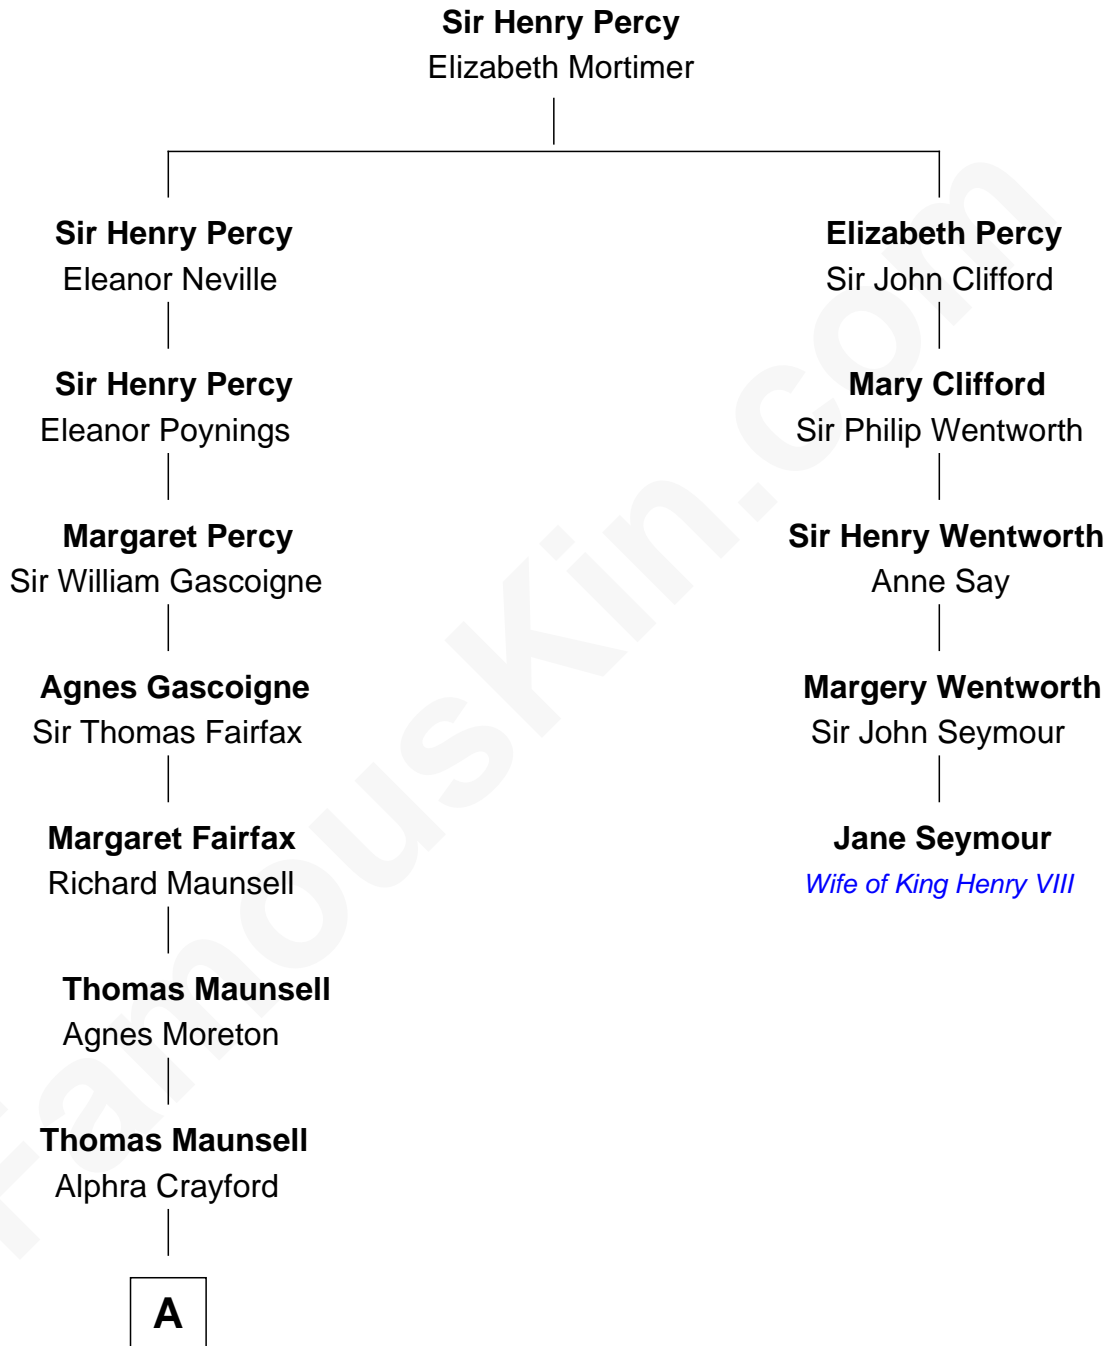 Sir Henry Percy
Elizabeth Mortimer
Sir Henry Percy
Eleanor Neville
Elizabeth Percy
Sir John Clifford
Sir Henry Percy
Eleanor Poynings
Mary Clifford
Sir Philip Wentworth
Margaret Percy
Sir William Gascoigne
Sir Henry Wentworth
Anne Say
Agnes Gascoigne
Sir Thomas Fairfax
Margery Wentworth
Sir John Seymour
Margaret Fairfax
Richard Maunsell
Jane Seymour
Wife of King Henry VIII
Thomas Maunsell
Agnes Moreton
Thomas Maunsell
Alphra Crayford
A
FamousKin.com